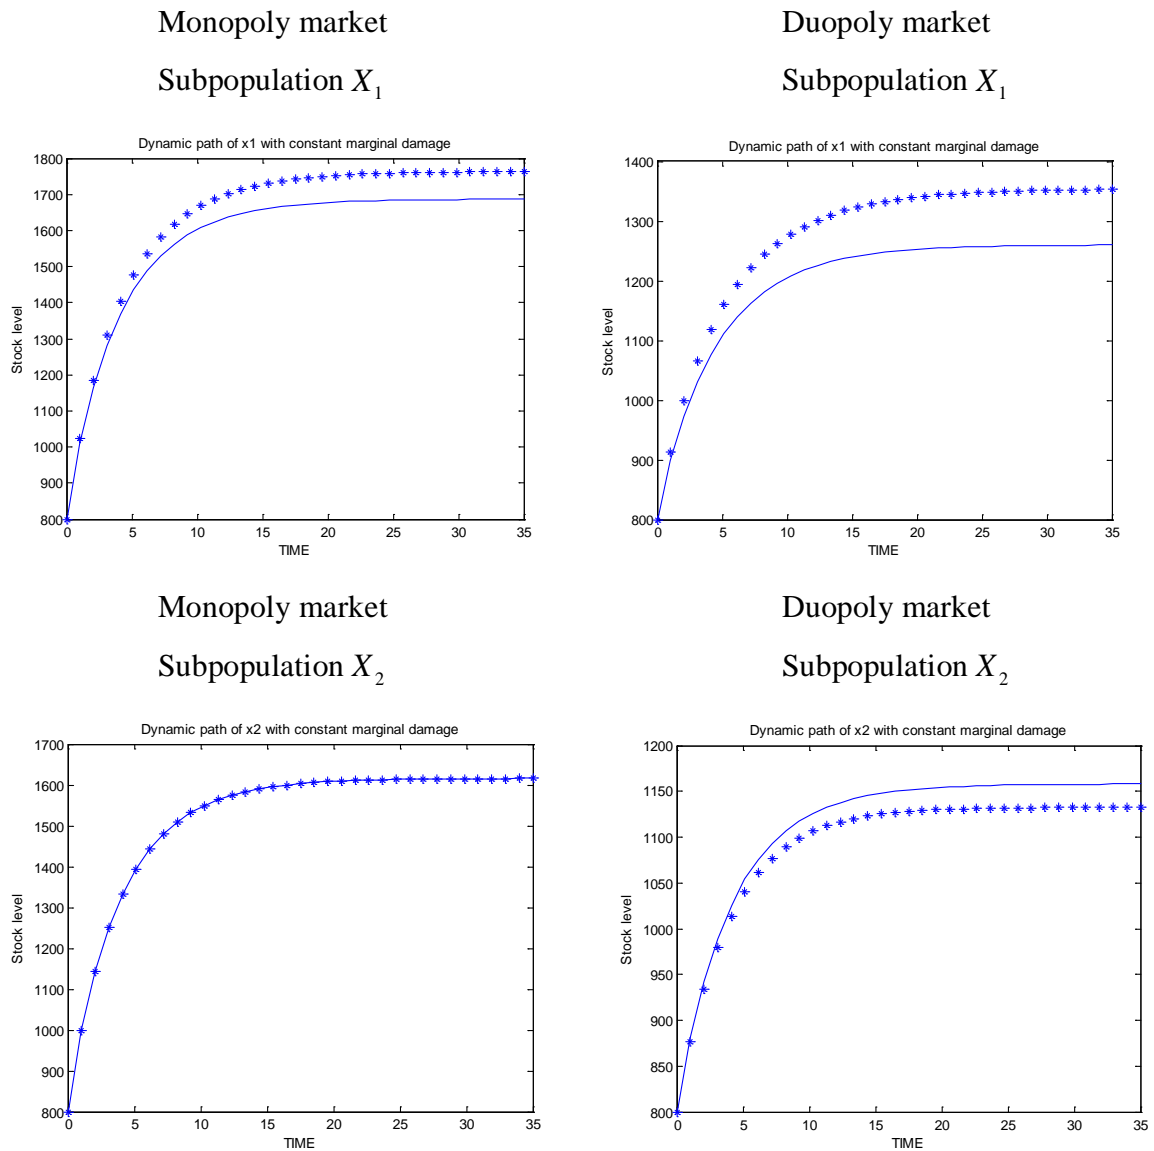 Monopoly market
Subpopulation X₁
Dynamic path of x1 with constant marginal damage
1800
1700
1600
1500
1400
1300
1200
1100
1000
900
800
Stock level
0 5 10 15 20 25 30 35
TIME
Duopoly market
Subpopulation X₁
Dynamic path of x1 with constant marginal damage
1400
1300
1200
1100
1000
900
800
Stock level
0 5 10 15 20 25 30 35
TIME
Monopoly market
Subpopulation X₂
Dynamic path of x2 with constant marginal damage
1700
1600
1500
1400
1300
1200
1100
1000
900
800
Stock level
0 5 10 15 20 25 30 35
TIME
Duopoly market
Subpopulation X₂
Dynamic path of x2 with constant marginal damage
1200
1150
1100
1050
1000
950
900
850
800
Stock level
0 5 10 15 20 25 30 35
TIME